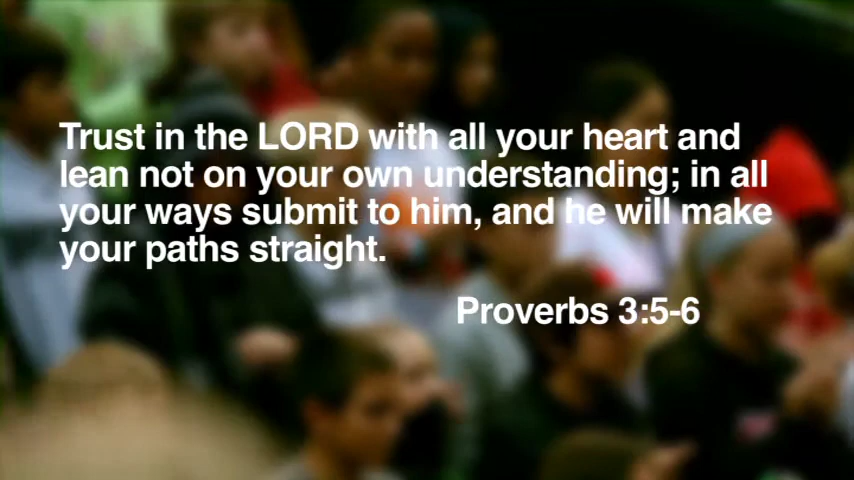 Trust in the LORD with all your heart and
lean not on your own understanding; in all
your ways submit to him, and he will make
your paths straight.
Proverbs 3:5-6